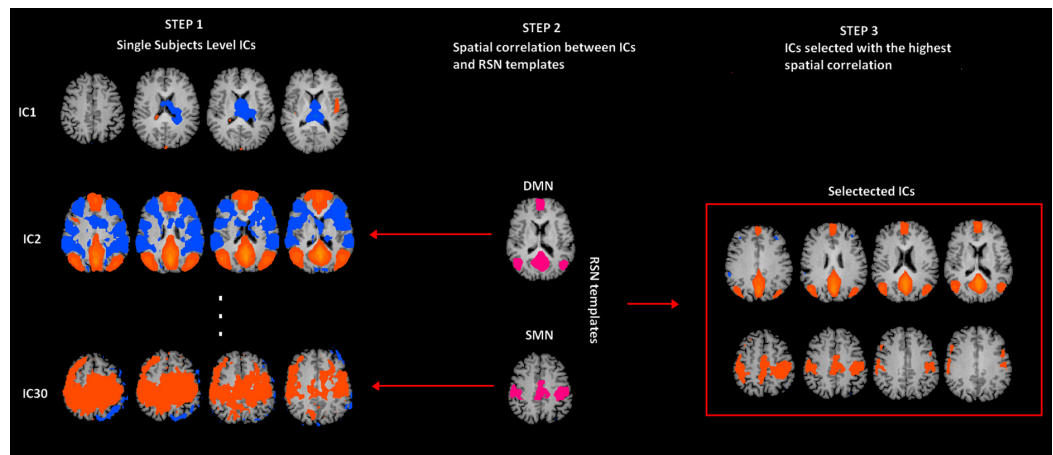 STEP 1
Single Subjects Level ICs
STEP 2
Spatial correlation between ICs
and RSN templates
STEP 3
ICs selected with the highest
spatial correlation
IC1
IC2
IC30
DMN
SMN
RSN templates
Selectected ICs